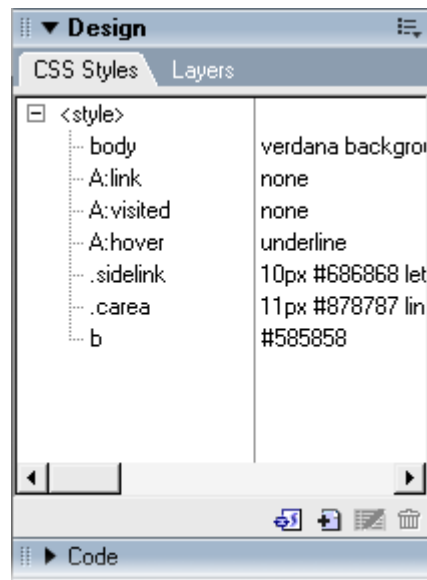 Design
CSS Styles Layers
<style>
body verdana
A:link none
A:visited none
A:hover underline
.sidelink 10px #686868 let
.carea 11px #878787 lin
b #585858
Code